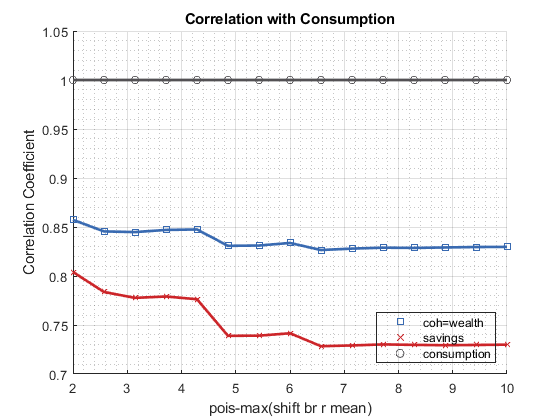 Correlation with Consumption
1.05
1
0.95
0.9
0.85
0.8
0.75
0.7
Correlation Coefficient
coh=wealth
savings
consumption
2 3 4 5 6 7 8 9 10
pois-max(shift br r mean)